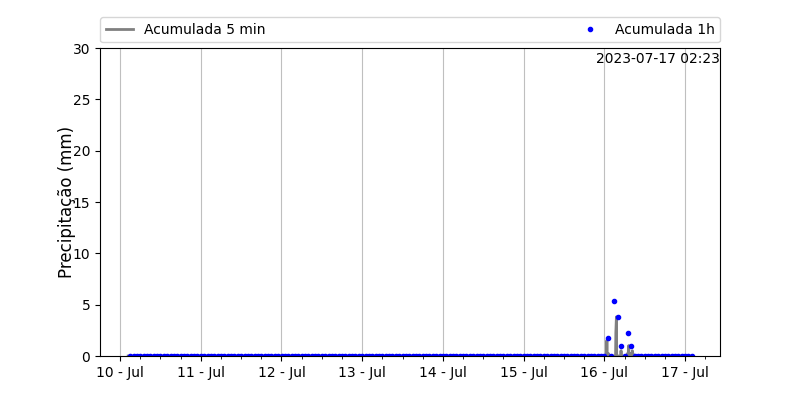 Acumulada 5 min Acumulada 1h
2023-07-17 02:23
Precipitação (mm)
30
25
20
15
10
5
0
10 - Jul 11 - Jul 12 - Jul 13 - Jul 14 - Jul 15 - Jul 16 - Jul 17 - Jul